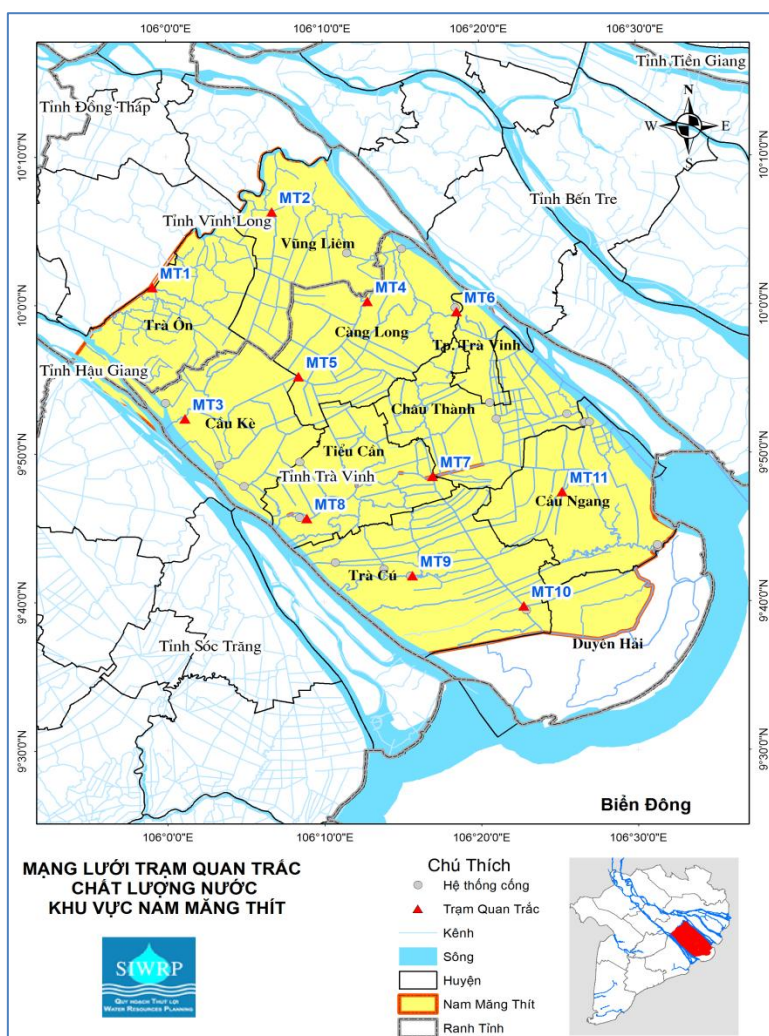 106°0'0"E 106°10'0"E 106°20'0"E 106°30'0"E
Tỉnh Tiền Giang
Tỉnh Đồng Tháp
N
W E
S
10°10'0"N 10°10'0"N
Tỉnh Bến Tre
MT2
Tỉnh Vĩnh Long
Vũng Liêm
MT1
MT4
MT6
10°0'0"N 10°0'0"N
Trà Ôn
Càng Long
Tp. Trà Vinh
Tỉnh Hậu Giang
MT5
MT3
Cầu Kè
Châu Thành
Tiểu Cần
9°50'0"N 9°50'0"N
Tỉnh Trà Vinh
MT7
MT11
Cầu Ngang
MT8
Trà Cú
MT9
MT10
9°40'0"N 9°40'0"N
Tỉnh Sóc Trăng
Duyên Hải
9°30'0"N 9°30'0"N
Biển Đông
106°0'0"E 106°10'0"E 106°20'0"E 106°30'0"E
MẠNG LƯỚI TRẠM QUAN TRẮC
CHẤT LƯỢNG NƯỚC
KHU VỰC NAM MĂNG THÍT
SIWRP
QUY HOẠCH THUỶ LỢI
WATER RESOURCES PLANNING
Chú Thích
Hệ thống cống
Trạm Quan Trắc
Kênh
Sông
Huyện
Nam Măng Thít
Ranh Tỉnh